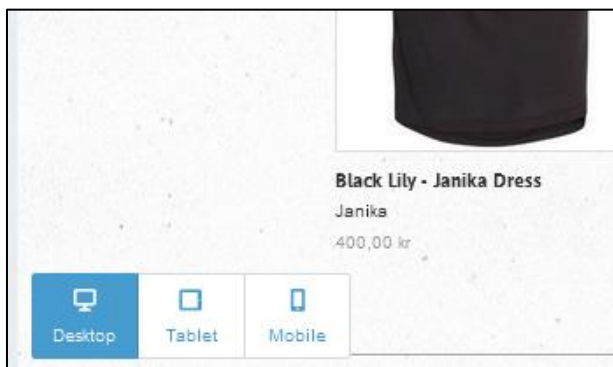 Black Lily - Janika Dress
Janika
400,00 kr
Desktop
Tablet
Mobile